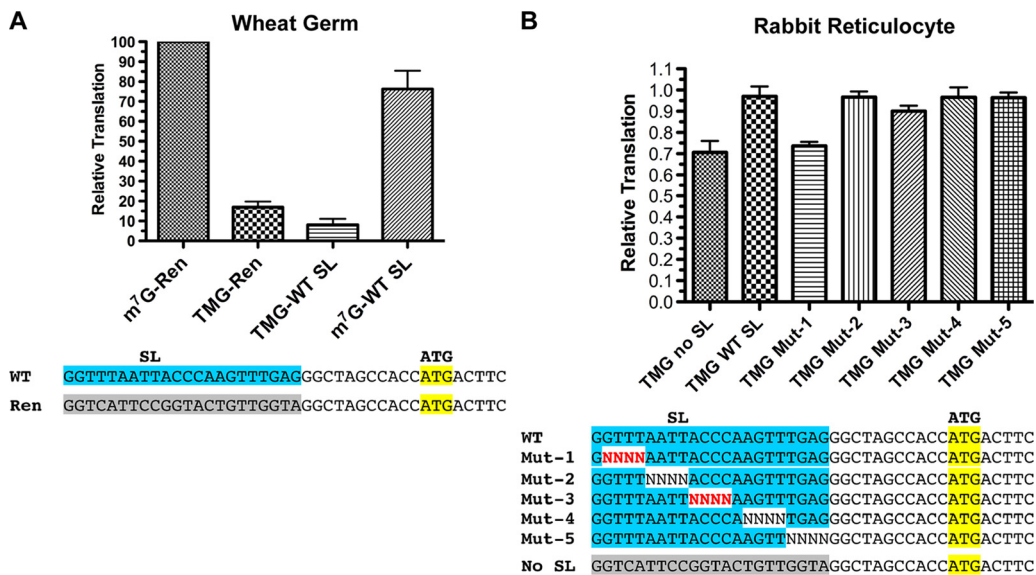 A
Wheat Germ
Relative Translation
100
90
80
70
60
50
40
30
20
10
0
m7G-Ren
TMG-Ren
TMG-WT SL
m7G-WT SL
SL ATG
WT GGTTTAATTACCCAAGTTTGAGGGCTAGCCACCATGACTTC
Ren GGTCATTCCGGTACTGTTGGTAGGCTAGCCACCATGACTTC
B
Rabbit Reticulocyte
Relative Translation
1.1
1.0
0.9
0.8
0.7
0.6
0.5
0.4
0.3
0.2
0.1
0.0
TMG no SL
TMG WT SL
TMG Mut-1
TMG Mut-2
TMG Mut-3
TMG Mut-4
TMG Mut-5
SL ATG
WT GGTTTAATTACCCAAGTTTGAGGGCTAGCCACCATGACTTC
Mut-1 GNNNNAATTACCCAAGTTTGAGGGCTAGCCACCATGACTTC
Mut-2 GGTTTNNNNACCCAAGTTTGAGGGCTAGCCACCATGACTTC
Mut-3 GGTTTAATTNNNNAAGTTTGAGGGCTAGCCACCATGACTTC
Mut-4 GGTTTAATTACCCANNNNTGAGGGCTAGCCACCATGACTTC
Mut-5 GGTTTAATTACCCAAGTTNNNNGGCTAGCCACCATGACTTC
No SL GGTCATTCCGGTACTGTTGGTAGGCTAGCCACCATGACTTC